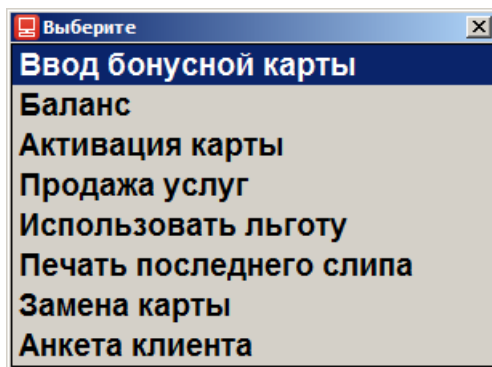 Выберите
Ввод бонусной карты
Баланс
Активация карты
Продажа услуг
Использовать льготу
Печать последнего слипа
Замена карты
Анкета клиента